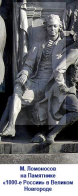 М. Ломоносов
на Памятнике
«1000-е России» в Великом
Новгороде